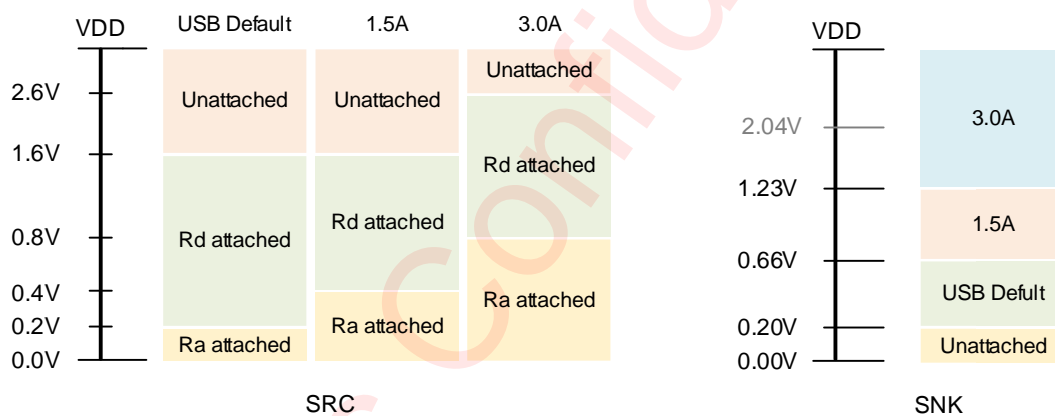 VDD USB Default 1.5A 3.0A
2.6V
1.6V
0.8V
0.4V
0.2V
0.0V
Unattached Unattached Unattached
Rd attached Rd attached Rd attached
Ra attached Ra attached Ra attached
SRC
VDD
2.04V
1.23V
0.66V
0.20V
0.00V
3.0A
1.5A
USB Defult
Unattached
SNK